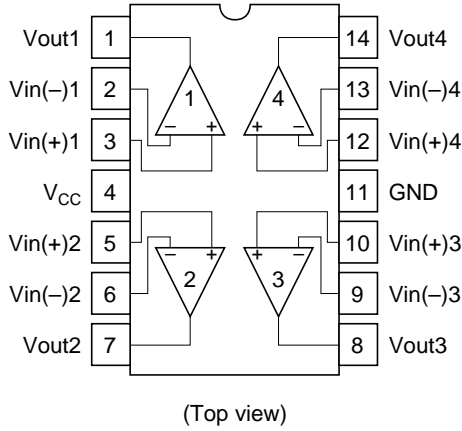 Vout1 1 14 Vout4
Vin(–)1 2 13 Vin(–)4
1 4
Vin(+)1 3 – + + – 12 Vin(+)4
VCC 4 11 GND
Vin(+)2 5 – + + – 10 Vin(+)3
2 3
Vin(–)2 6 9 Vin(–)3
Vout2 7 8 Vout3
(Top view)